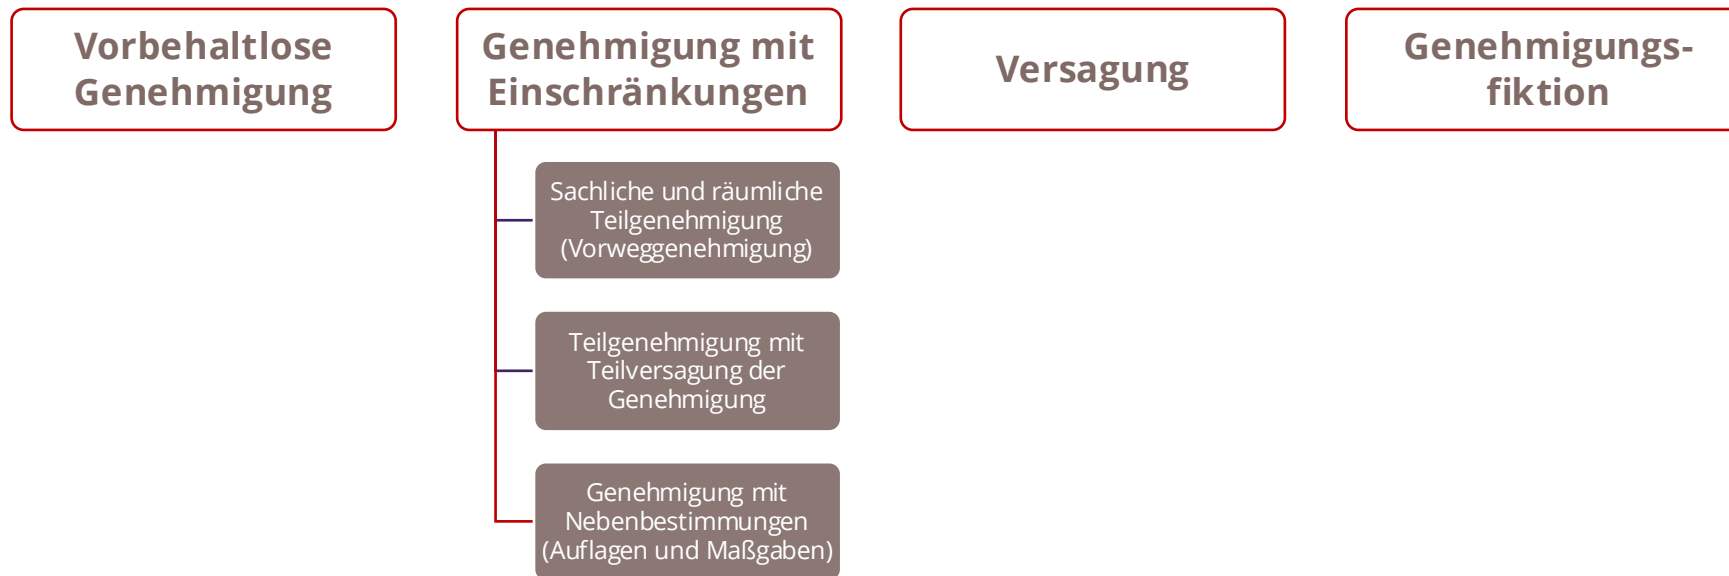 Vorbehaltlose
Genehmigung
Genehmigung mit
Einschränkungen
Sachliche und räumliche
Teilgenehmigung
(Vorweggenehmigung)
Teilgenehmigung mit
Teilversagung der
Genehmigung
Genehmigung mit
Nebenbestimmungen
(Auflagen und Maßgaben)
Versagung
Genehmigungs-
fiktion